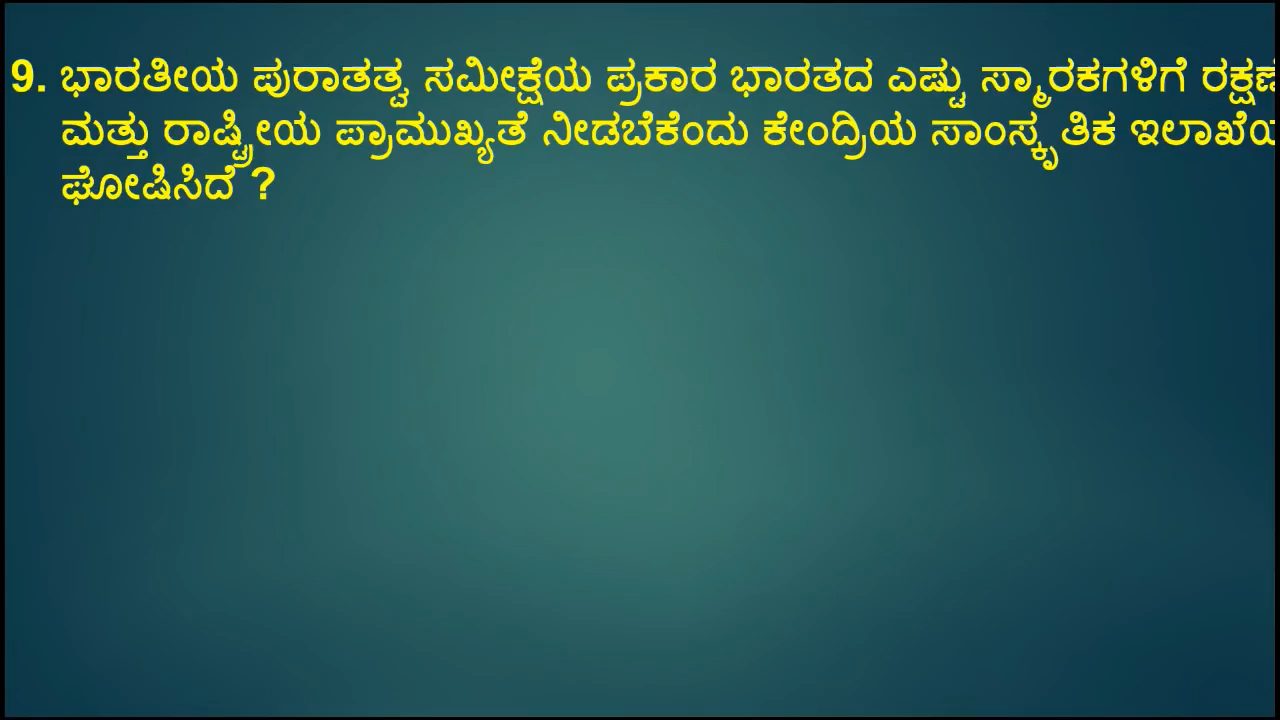 9. ಭಾರತೀಯ ಪುರಾತತ್ವ ಸಮೀಕ್ಷೆಯ ಪ್ರಕಾರ ಭಾರತದ ಎಷ್ಟು ಸ್ಮಾರಕಗಳಿಗೆ
ಮತ್ತು ರಾಷ್ಟ್ರೀಯ ಪ್ರಾಮುಖ್ಯತೆ ನೀಡಬೆಕೆಂದು ಕೇಂದ್ರಿಯ ಸಾಂಸ್ಕೃತಿಕ
ಘೋಷಿಸಿದೆ ?